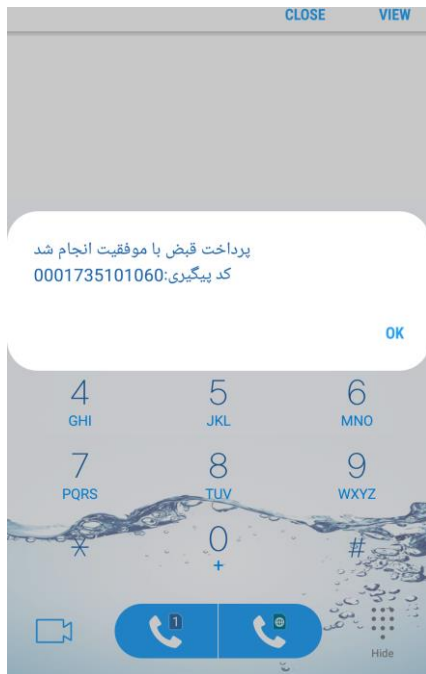 CLOSE VIEW
پرداخت قبض با موفقیت انجام شد
کد پیگیری:0001735101060
OK
4 5 6
GHI JKL MNO
7 8 9
PQRS TUV WXYZ
* 0 #
+
1
Hide